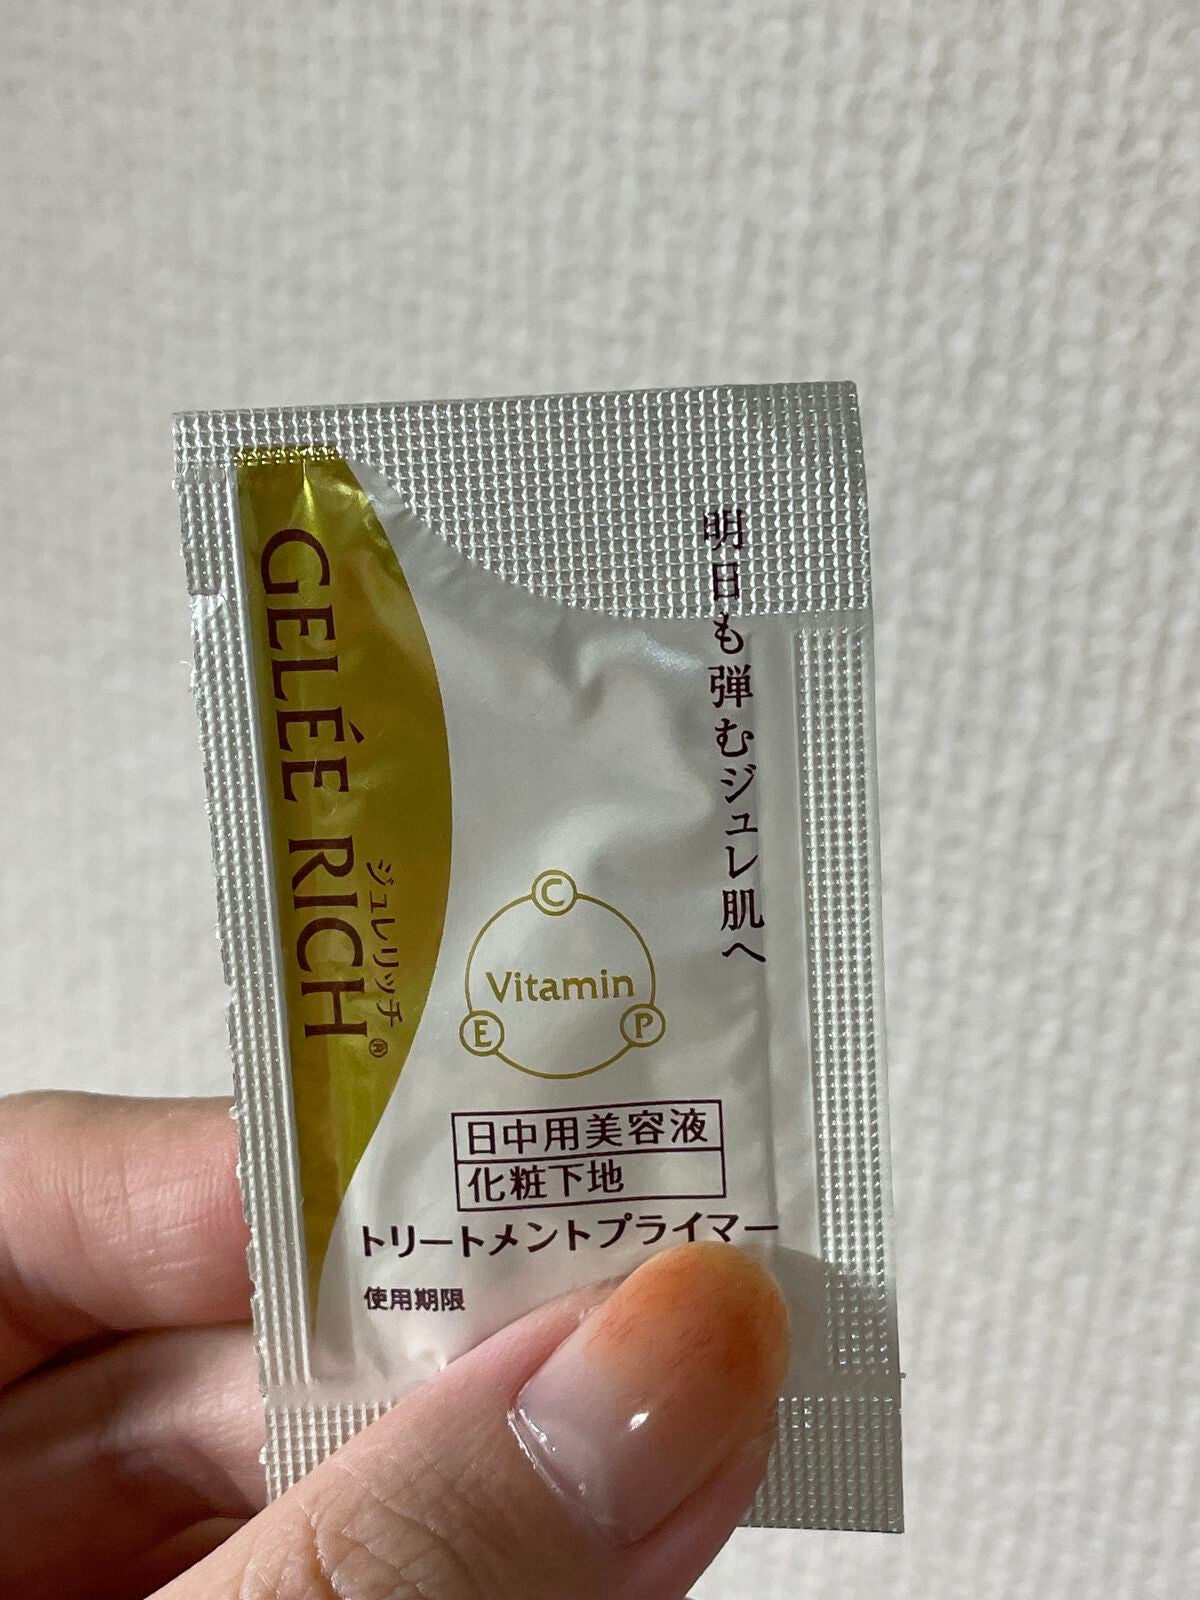 明日も弾むジュレ肌へ
GELÉE RICH®
ジュレリッチ
C
Vitamin
E
P
日中用美容液
化粧下地
トリートメントプライマー
使用期限